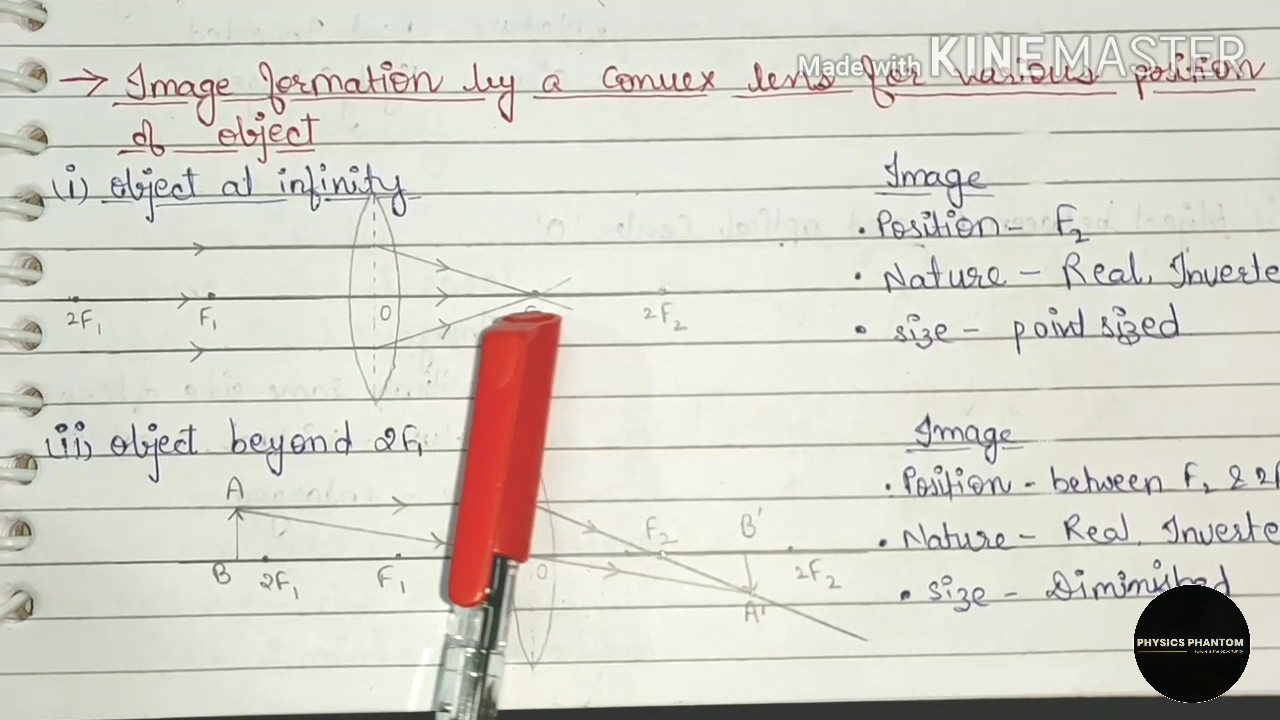 Made with KINEMASTER
→ Image formation by a convex lens for various position
of object
(i) object at infinity
Image
• Position - F₂
• Nature - Real, Inverte
• size - point sized
2F₁ F₁ O 2F₂
(ii) object beyond 2F₁
Image
• Position - between F₂ & 2F
• Nature - Real, Inverte
• size - Diminished
A
B 2F₁ F₁ O F₂ B' 2F₂
A'
PHYSICS PHANTOM